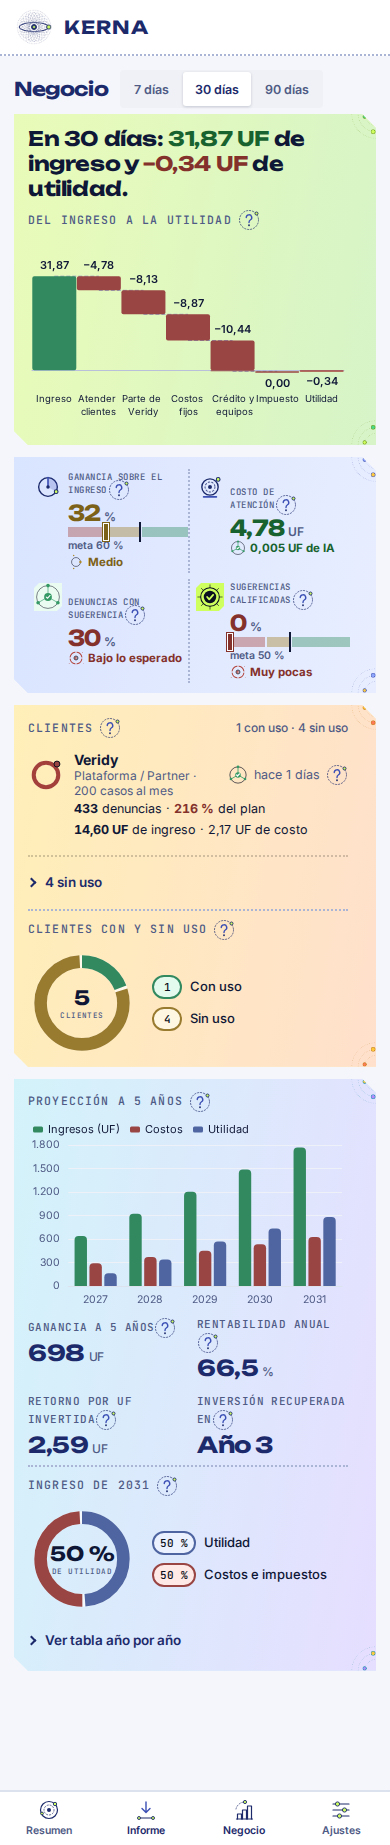 KERNA
Negocio
7 días
30 días
90 días
En 30 días: 31,87 UF de
ingreso y −0,34 UF de
utilidad.
DEL INGRESO A LA UTILIDAD ?
31,87
−4,78
−8,13
−8,87
−10,44
0,00
−0,34
Ingreso
Atender
clientes
Parte de
Veridy
Costos
fijos
Crédito y
equipos
Impuesto
Utilidad
GANANCIA SOBRE EL
INGRESO ?
32 %
meta 60 %
Medio
COSTO DE
ATENCIÓN ?
4,78 UF
0,005 UF de IA
DENUNCIAS CON
SUGERENCIA ?
30 %
Bajo lo esperado
SUGERENCIAS
CALIFICADAS ?
0 %
meta 50 %
Muy pocas
CLIENTES ?
1 con uso · 4 sin uso
Veridy
Plataforma / Partner ·
200 casos al mes
hace 1 días ?
433 denuncias · 216 % del plan
14,60 UF de ingreso · 2,17 UF de costo
4 sin uso
CLIENTES CON Y SIN USO ?
5
CLIENTES
1 Con uso
4 Sin uso
PROYECCIÓN A 5 AÑOS ?
Ingresos (UF)
Costos
Utilidad
1.800
1.500
1.200
900
600
300
0
2027
2028
2029
2030
2031
GANANCIA A 5 AÑOS ?
698 UF
RENTABILIDAD ANUAL
?
66,5 %
RETORNO POR UF
INVERTIDA ?
2,59 UF
INVERSIÓN RECUPERADA
EN ?
Año 3
INGRESO DE 2031 ?
50 %
DE UTILIDAD
50 % Utilidad
50 % Costos e impuestos
Ver tabla año por año
Resumen
Informe
Negocio
Ajustes